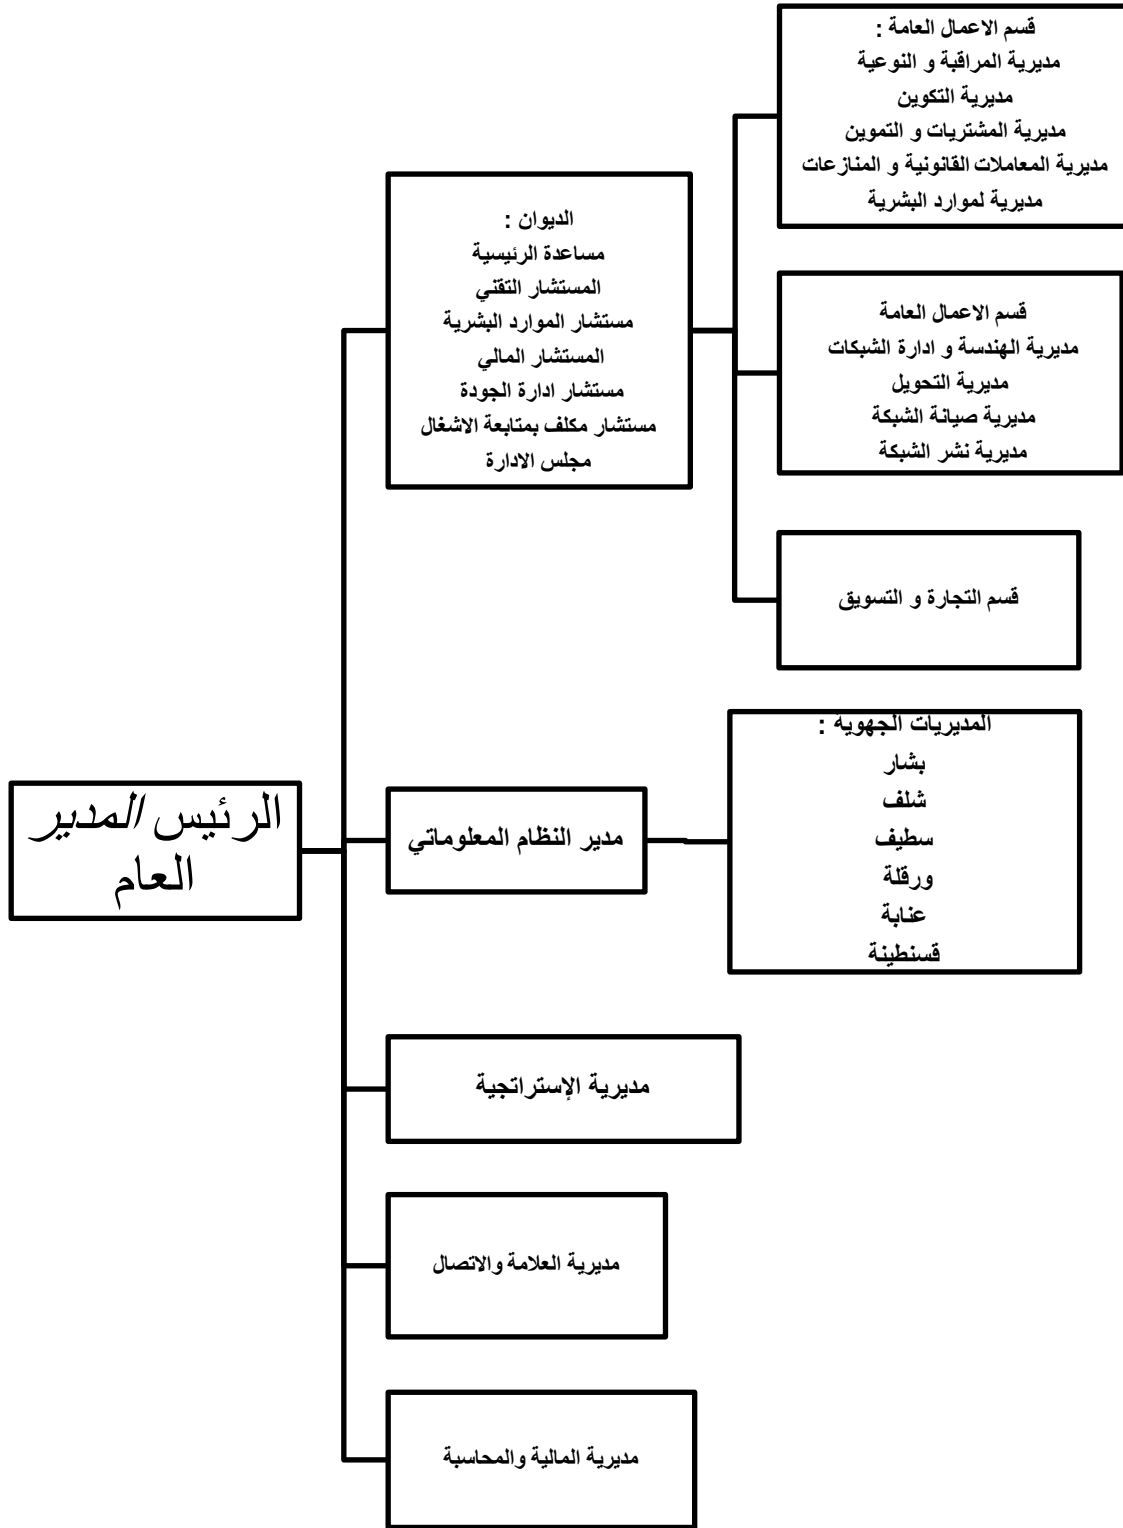 الرئيس المدير
العام
الديوان :
مساعدة الرئيسية
المستشار التقني
مستشار الموارد البشرية
المستشار المالي
مستشار ادارة الجودة
مستشار مكلف بمتابعة الاشغال
مجلس الادارة
قسم الاعمال العامة :
مديرية المراقبة و النوعية
مديرية التكوين
مديرية المشتريات و التموين
مديرية المعاملات القانونية و المنازعات
مديرية لموارد البشرية
قسم الاعمال العامة
مديرية الهندسة و ادارة الشبكات
مديرية التحويل
مديرية صيانة الشبكة
مديرية نشر الشبكة
قسم التجارة و التسويق
مدير النظام المعلوماتي
المديريات الجهوية :
بشار
شلف
سطيف
ورقلة
عنابة
قسنطينة
مديرية الإستراتجية
مديرية العلامة والاتصال
مديرية المالية والمحاسبة